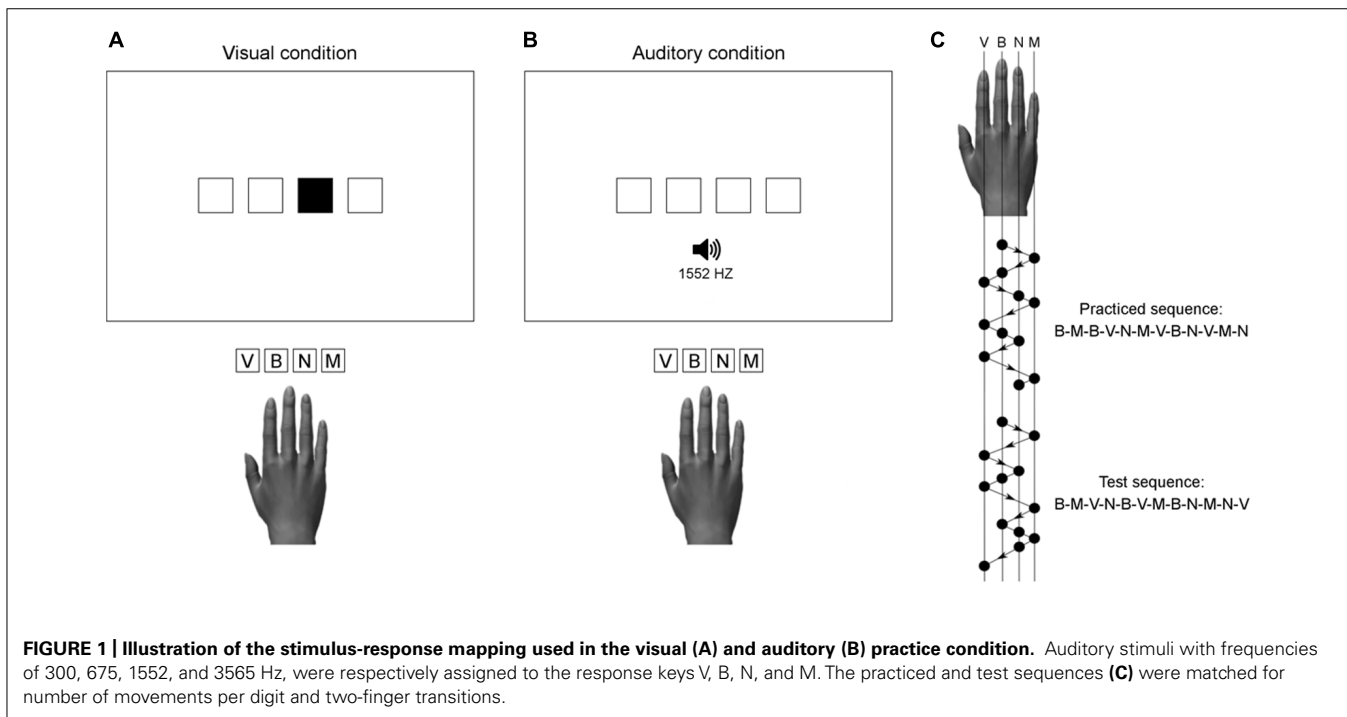 A
Visual condition
V B N M
B
Auditory condition
1552 HZ
V B N M
C
V B N M
Practiced sequence:
B-M-B-V-N-M-V-B-N-V-M-N
Test sequence:
B-M-V-N-B-V-M-B-N-M-N-V
FIGURE 1 | Illustration of the stimulus-response mapping used in the visual (A) and auditory (B) practice condition. Auditory stimuli with frequencies
of 300, 675, 1552, and 3565 Hz, were respectively assigned to the response keys V, B, N, and M. The practiced and test sequences (C) were matched for
number of movements per digit and two-finger transitions.